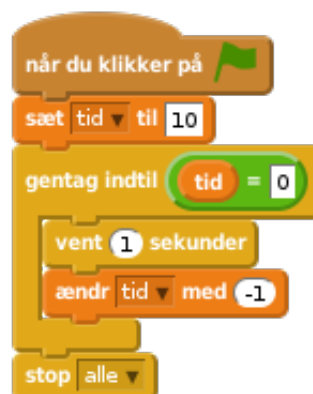 når du klikker på
sæt tid til 10
gentag indtil tid = 0
vent 1 sekunder
ændr tid med -1
stop alle